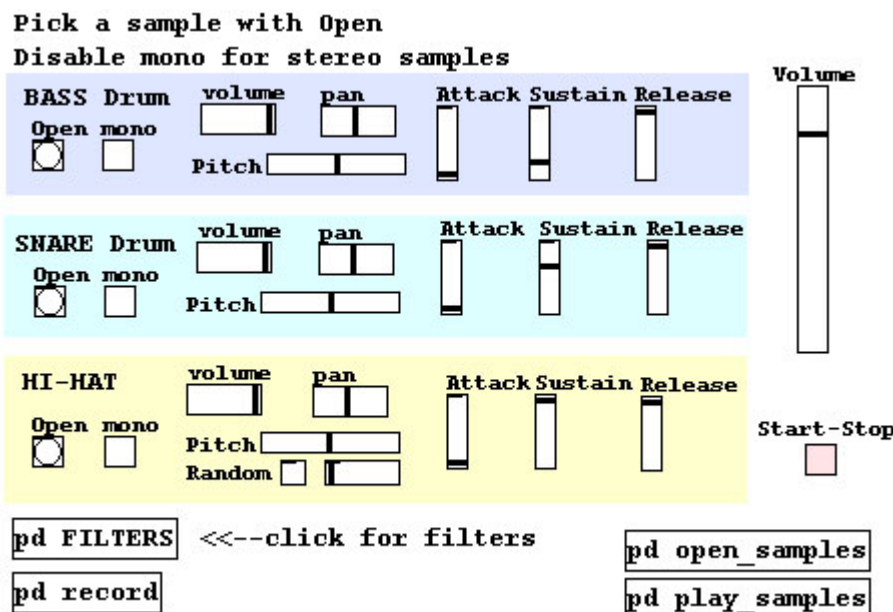 Pick a sample with Open
Disable mono for stereo samples
Volume
BASS Drum
volume
pan
Attack Sustain Release
Open mono
Pitch
SNARE Drum
volume
pan
Attack Sustain Release
Open mono
Pitch
HI-HAT
volume
pan
Attack Sustain Release
Open mono
Pitch
Random
Start-Stop
pd FILTERS <<--click for filters
pd open_samples
pd record
pd play_samples